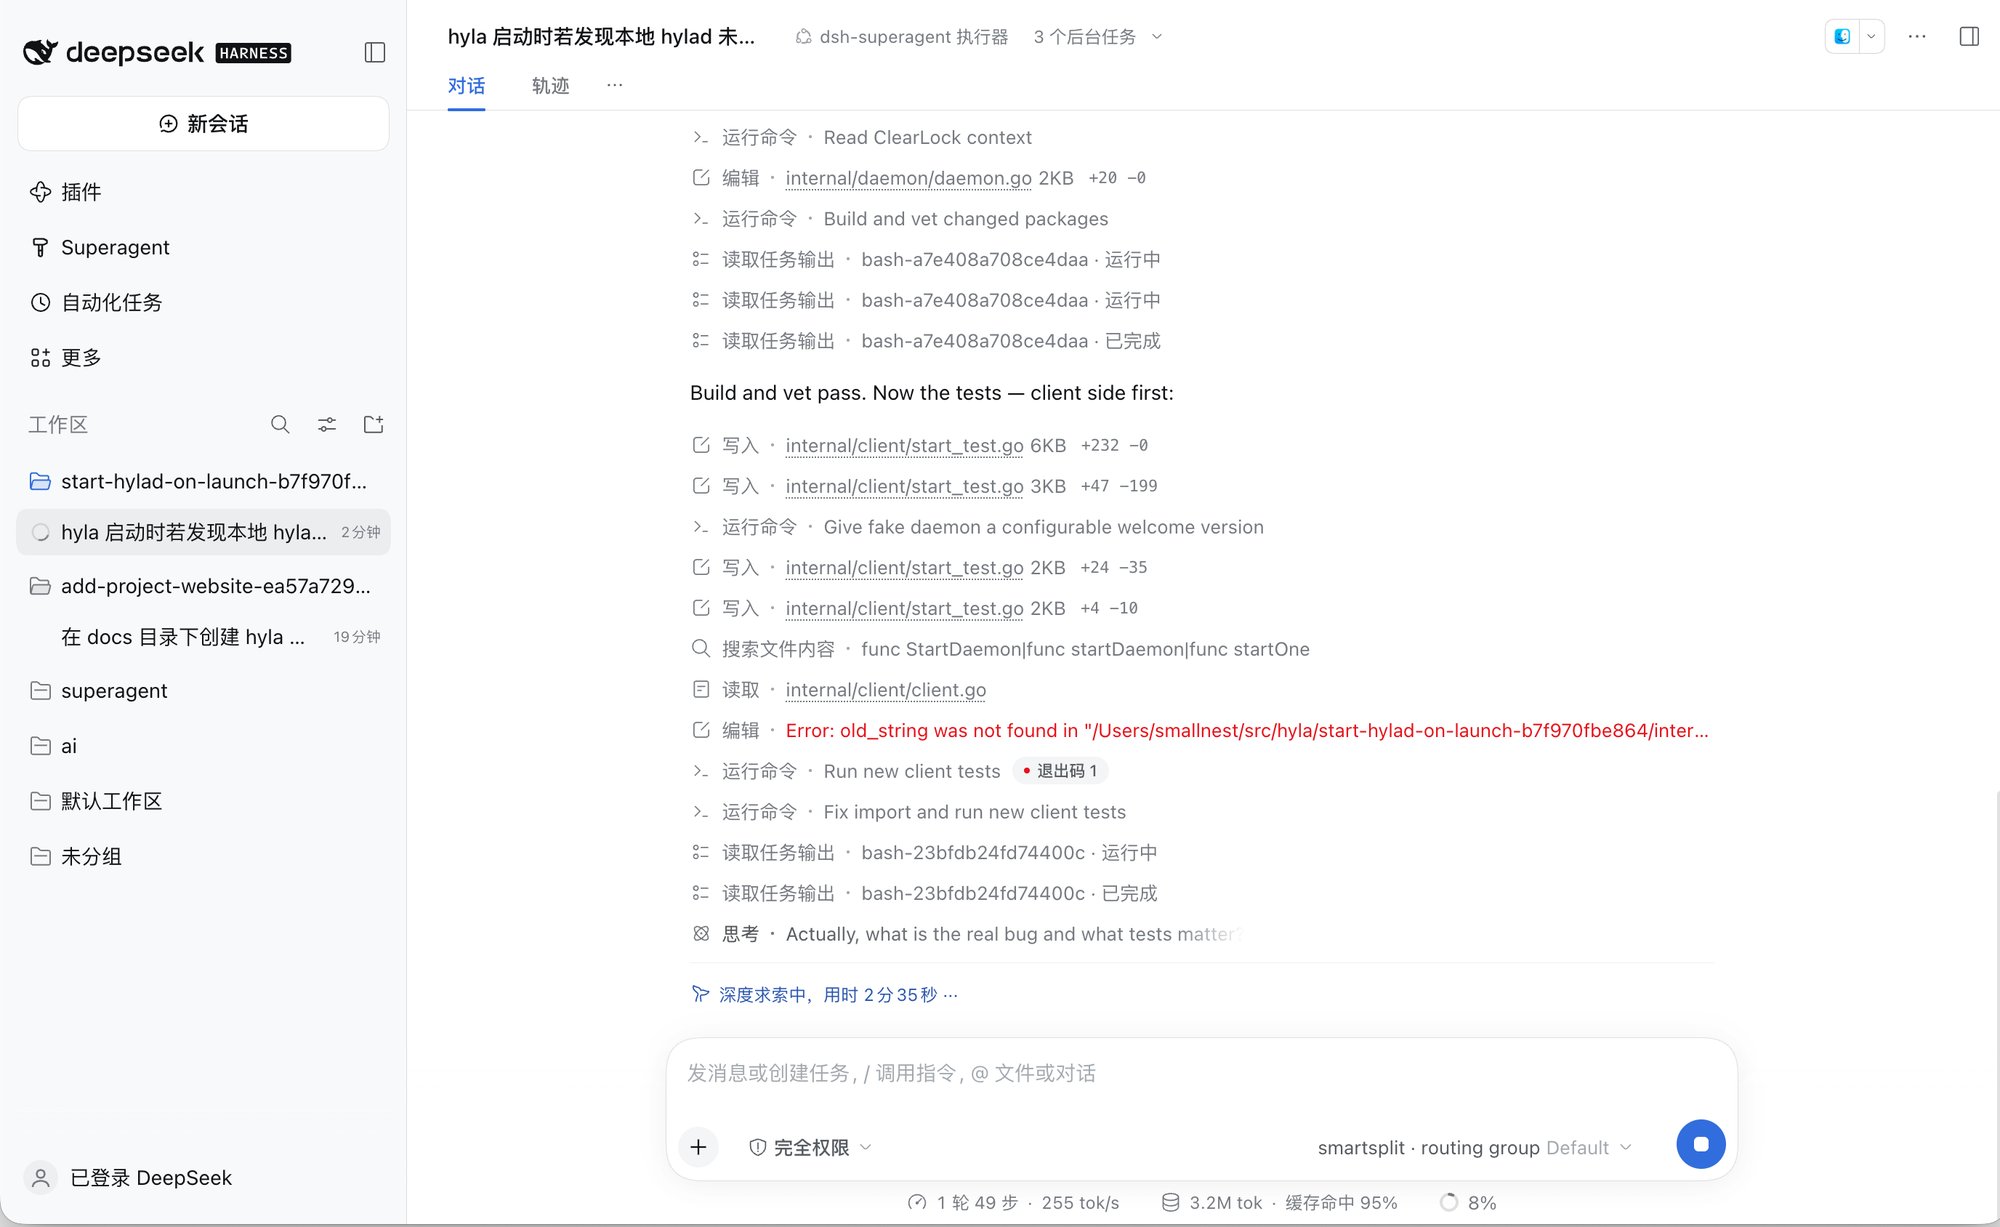 deepseek HARNESS
新会话
插件
Superagent
自动化任务
更多
工作区
start-hylad-on-launch-b7f970f...
hyla 启动时若发现本地 hyla... 2 分钟
add-project-website-ea57a729...
在 docs 目录下创建 hyla ... 19 分钟
superagent
ai
默认工作区
未分组
已登录 DeepSeek
hyla 启动时若发现本地 hylad 未... dsh-superagent 执行器 3 个后台任务
对话 轨迹 ...
运行命令 · Read ClearLock context
编辑 · internal/daemon/daemon.go 2KB +20 −0
运行命令 · Build and vet changed packages
读取任务输出 · bash-a7e408a708ce4daa · 运行中
读取任务输出 · bash-a7e408a708ce4daa · 运行中
读取任务输出 · bash-a7e408a708ce4daa · 已完成
Build and vet pass. Now the tests — client side first:
写入 · internal/client/start_test.go 6KB +232 −0
写入 · internal/client/start_test.go 3KB +47 −199
运行命令 · Give fake daemon a configurable welcome version
写入 · internal/client/start_test.go 2KB +24 −35
写入 · internal/client/start_test.go 2KB +4 −10
搜索文件内容 · func StartDaemon|func startDaemon|func startOne
读取 · internal/client/client.go
编辑 · Error: old_string was not found in "/Users/smallnest/src/hyla/start-hylad-on-launch-b7f970fbe864/inter...
运行命令 · Run new client tests • 退出码 1
运行命令 · Fix import and run new client tests
读取任务输出 · bash-23bfdb24fd74400c · 运行中
读取任务输出 · bash-23bfdb24fd74400c · 已完成
思考 · Actually, what is the real bug and what tests matter?
深度求索中，用时 2 分 35 秒 ...
发消息或创建任务, / 调用指令, @ 文件或对话
完全权限 smartsplit · routing group Default
1 轮 49 步 · 255 tok/s 3.2M tok · 缓存命中 95% 8%